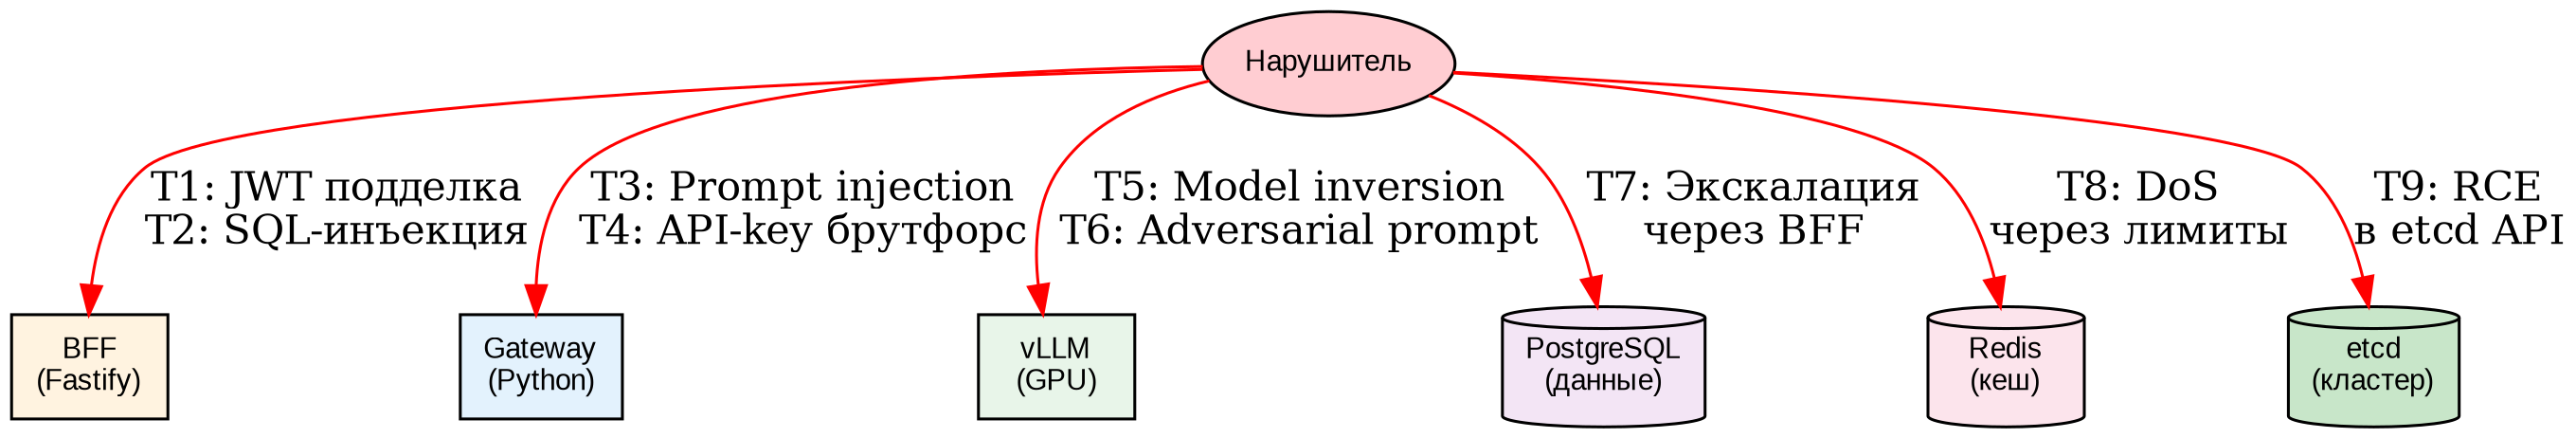 Нарушитель
T1: JWT подделка
T2: SQL-инъекция
T3: Prompt injection
T4: API-key брутфорс
T5: Model inversion
T6: Adversarial prompt
T7: Экскалация
через BFF
T8: DoS
через лимиты
T9: RCE
в etcd API
BFF
(Fastify)
Gateway
(Python)
vLLM
(GPU)
PostgreSQL
(данные)
Redis
(кеш)
etcd
(кластер)